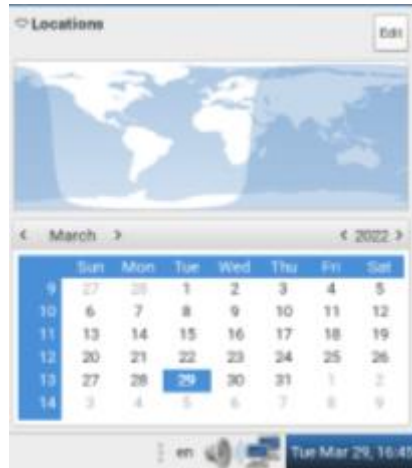 Locations
Edit
< March >
< 2022 >
Sun Mon Tue Wed Thu Fri Sat
9 27 28 1 2 3 4 5
10 6 7 8 9 10 11 12
11 13 14 15 16 17 18 19
12 20 21 22 23 24 25 26
13 27 28 29 30 31 1 2
14 3 4 5 6 7 8 9
en
Tue Mar 29, 16:45